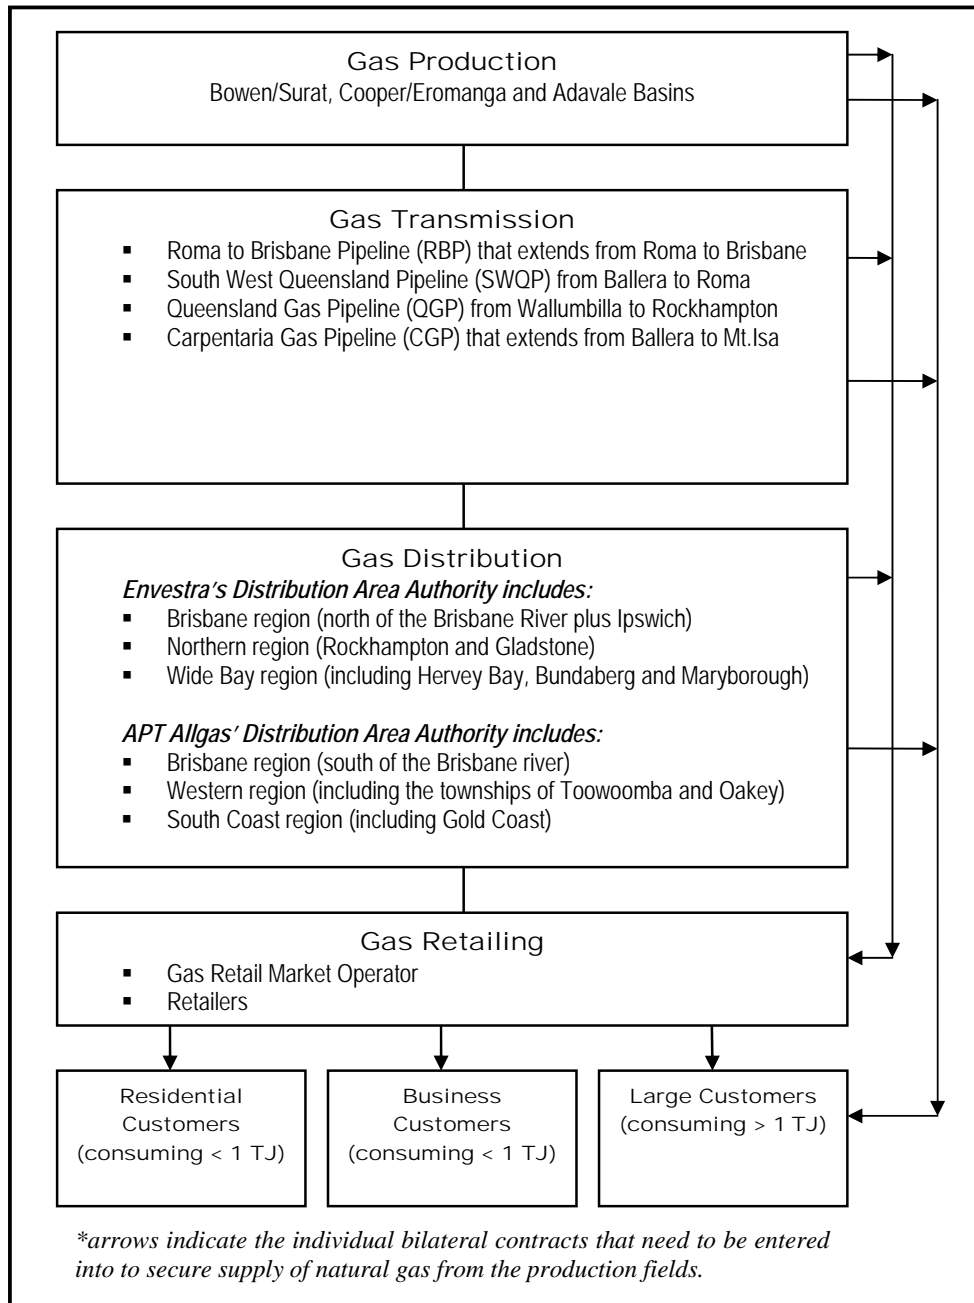 Gas Production
Bowen/Surat, Cooper/Eromanga and Adavale Basins
Gas Transmission
▪ Roma to Brisbane Pipeline (RBP) that extends from Roma to Brisbane
▪ South West Queensland Pipeline (SWQP) from Ballera to Roma
▪ Queensland Gas Pipeline (QGP) from Wallumbilla to Rockhampton
▪ Carpentaria Gas Pipeline (CGP) that extends from Ballera to Mt.Isa
Gas Distribution
Envestra's Distribution Area Authority includes:
▪ Brisbane region (north of the Brisbane River plus Ipswich)
▪ Northern region (Rockhampton and Gladstone)
▪ Wide Bay region (including Hervey Bay, Bundaberg and Maryborough)
APT Allgas' Distribution Area Authority includes:
▪ Brisbane region (south of the Brisbane river)
▪ Western region (including the townships of Toowoomba and Oakey)
▪ South Coast region (including Gold Coast)
Gas Retailing
▪ Gas Retail Market Operator
▪ Retailers
Residential
Customers
(consuming < 1 TJ)
Business
Customers
(consuming < 1 TJ)
Large Customers
(consuming > 1 TJ)
*arrows indicate the individual bilateral contracts that need to be entered
into to secure supply of natural gas from the production fields.